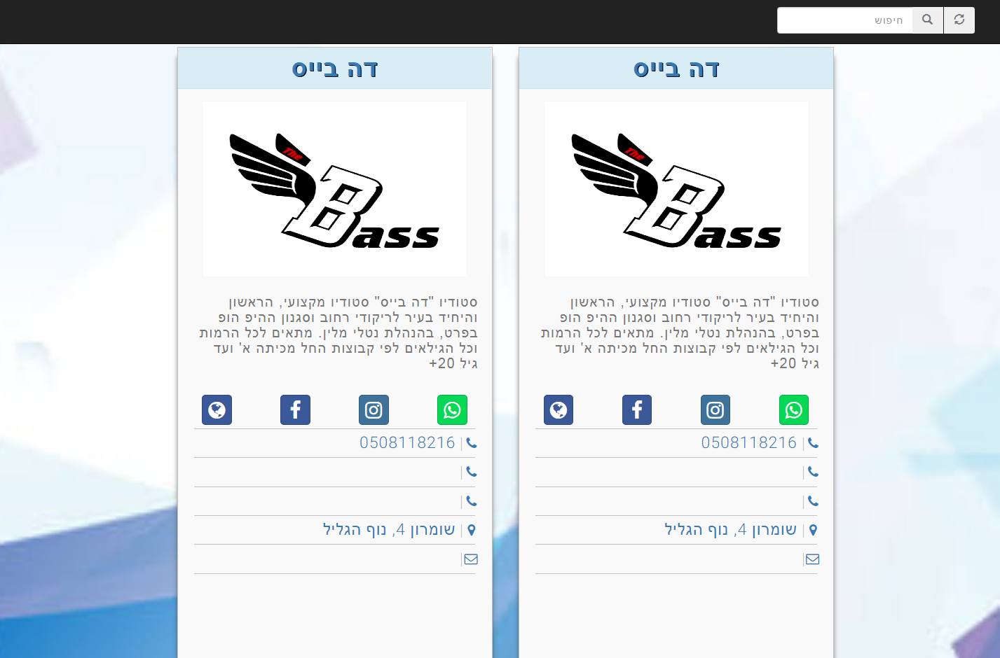 חיפוש
דה בייס
The
Bass
סטודיו "דה בייס" סטודיו מקצועי, הראשון
והיחיד בעיר לריקודי רחוב וסגנון ההיפ הופ
בפרט, בהנהלת נטלי מלין. מתאים לכל הרמות
וכל הגילאים לפי קבוצות החל מכיתה א' ועד
גיל 20+
0508118216
שומרון 4, נוף הגליל
דה בייס
The
Bass
סטודיו "דה בייס" סטודיו מקצועי, הראשון
והיחיד בעיר לריקודי רחוב וסגנון ההיפ הופ
בפרט, בהנהלת נטלי מלין. מתאים לכל הרמות
וכל הגילאים לפי קבוצות החל מכיתה א' ועד
גיל 20+
0508118216
שומרון 4, נוף הגליל